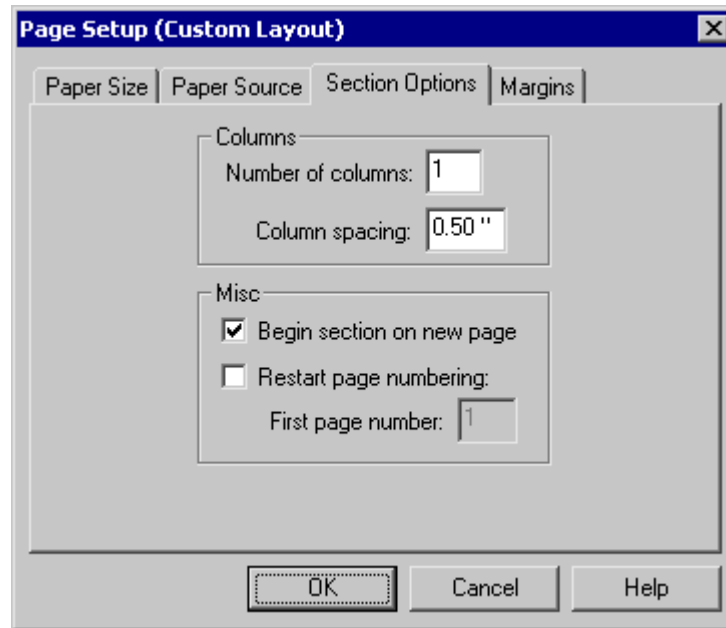 Page Setup (Custom Layout)
Paper Size Paper Source Section Options Margins
Columns
Number of columns: 1
Column spacing: 0.50 "
Misc
Begin section on new page
Restart page numbering:
First page number: 1
OK Cancel Help